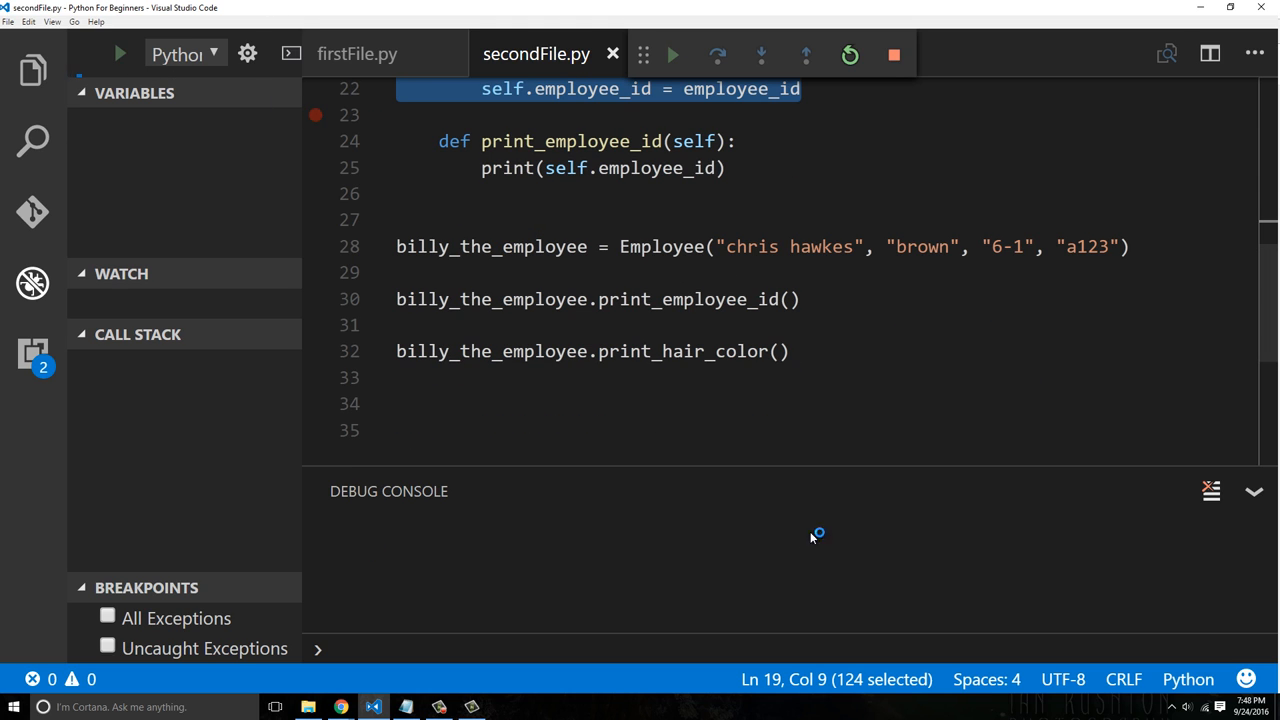 secondFile.py - Python For Beginners - Visual Studio Code
File Edit View Go Help
Python
firstFile.py
secondFile.py
VARIABLES
WATCH
CALL STACK
2
BREAKPOINTS
All Exceptions
Uncaught Exceptions
22 self.employee_id = employee_id
23
24 def print_employee_id(self):
25 print(self.employee_id)
26
27
28 billy_the_employee = Employee("chris hawkes", "brown", "6-1", "a123")
29
30 billy_the_employee.print_employee_id()
31
32 billy_the_employee.print_hair_color()
33
34
35
DEBUG CONSOLE
0 0
Ln 19, Col 9 (124 selected) Spaces: 4 UTF-8 CRLF Python
I'm Cortana. Ask me anything.
7:48 PM
9/24/2016